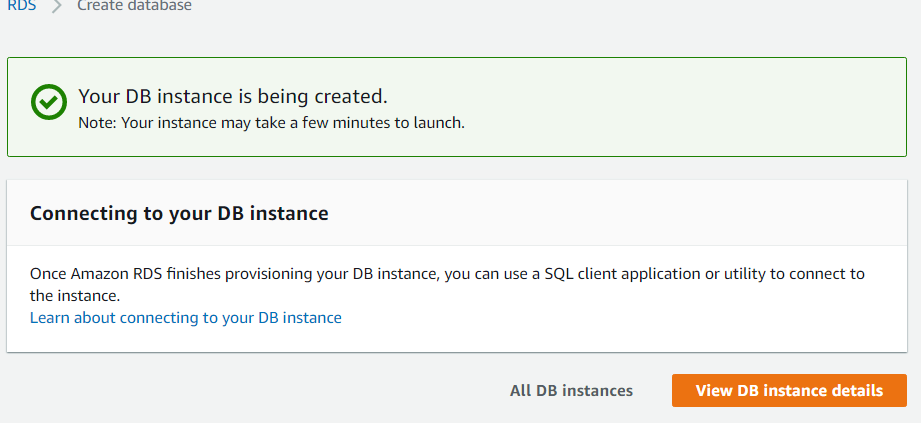 RDS > Create database
Your DB instance is being created.
Note: Your instance may take a few minutes to launch.
Connecting to your DB instance
Once Amazon RDS finishes provisioning your DB instance, you can use a SQL client application or utility to connect to
the instance.
Learn about connecting to your DB instance
All DB instances View DB instance details